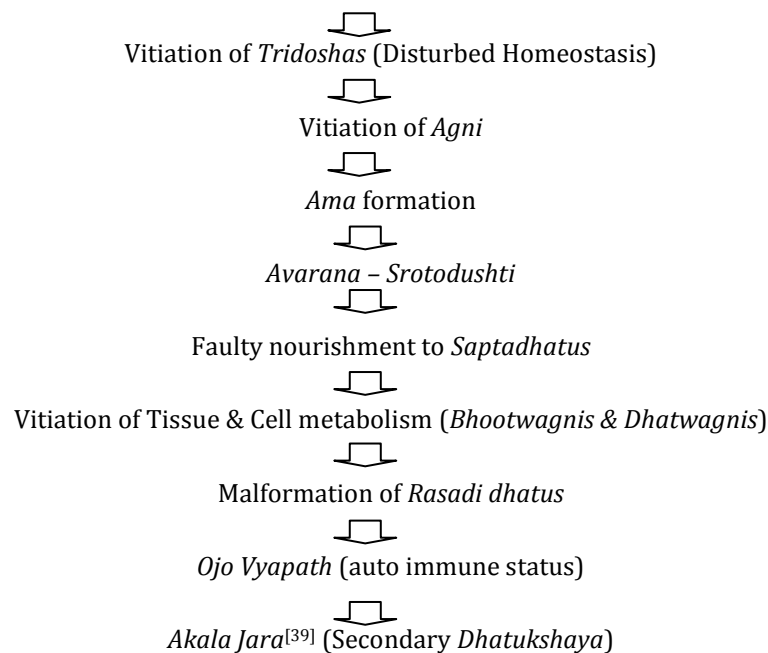 Vitiation of Tridoshas (Disturbed Homeostasis)
Vitiation of Agni
Ama formation
Avarana – Srotodushti
Faulty nourishment to Saptadhatus
Vitiation of Tissue & Cell metabolism (Bhootwagnis & Dhatwagnis)
Malformation of Rasadi dhatus
Ojo Vyapath (auto immune status)
Akala Jara[39] (Secondary Dhatukshaya)